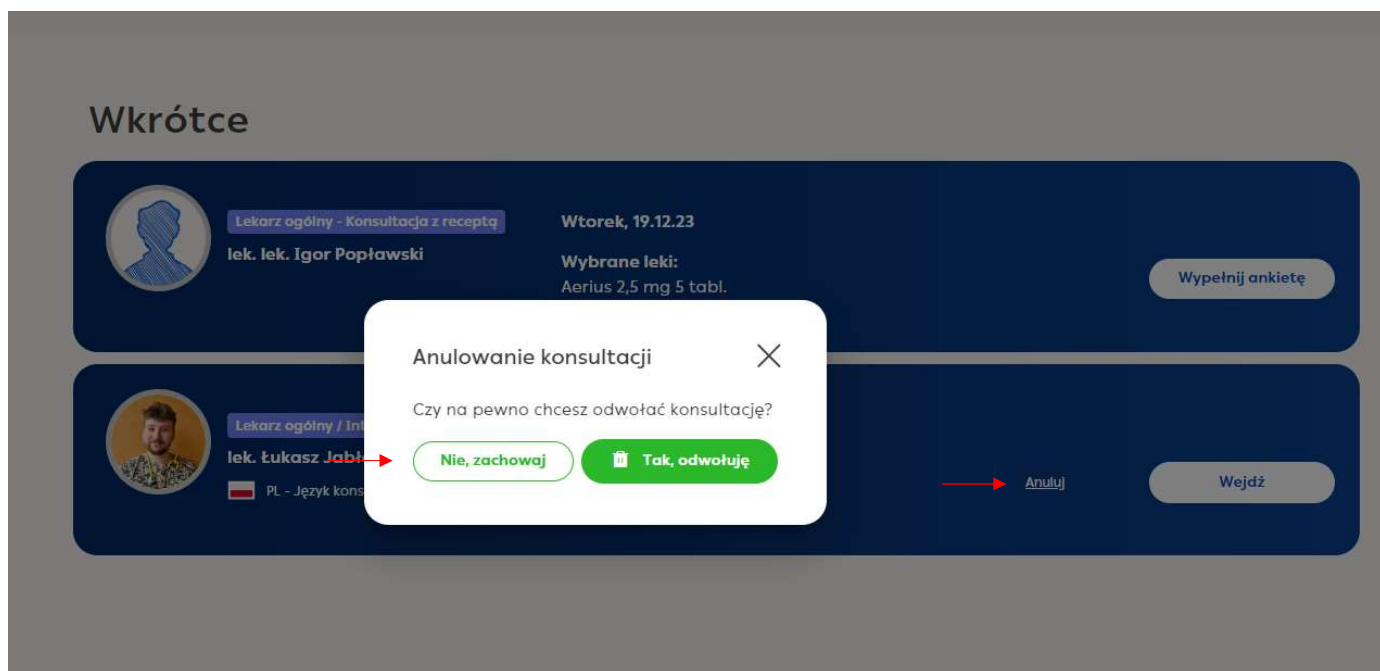 Wkrótce
Lekarz ogólny - Konsultacja z receptą
lek. lek. Igor Popławski
Wtorek, 19.12.23
Wybrane leki:
Aerius 2,5 mg 5 tabl.
Wypełnij ankietę
Anulowanie konsultacji
Czy na pewno chcesz odwołać konsultację?
Nie, zachowaj
Tak, odwołuję
Lekarz ogólny / Int
lek. Łukasz Jabł
PL - Język kons
Anuluj
Wejdź